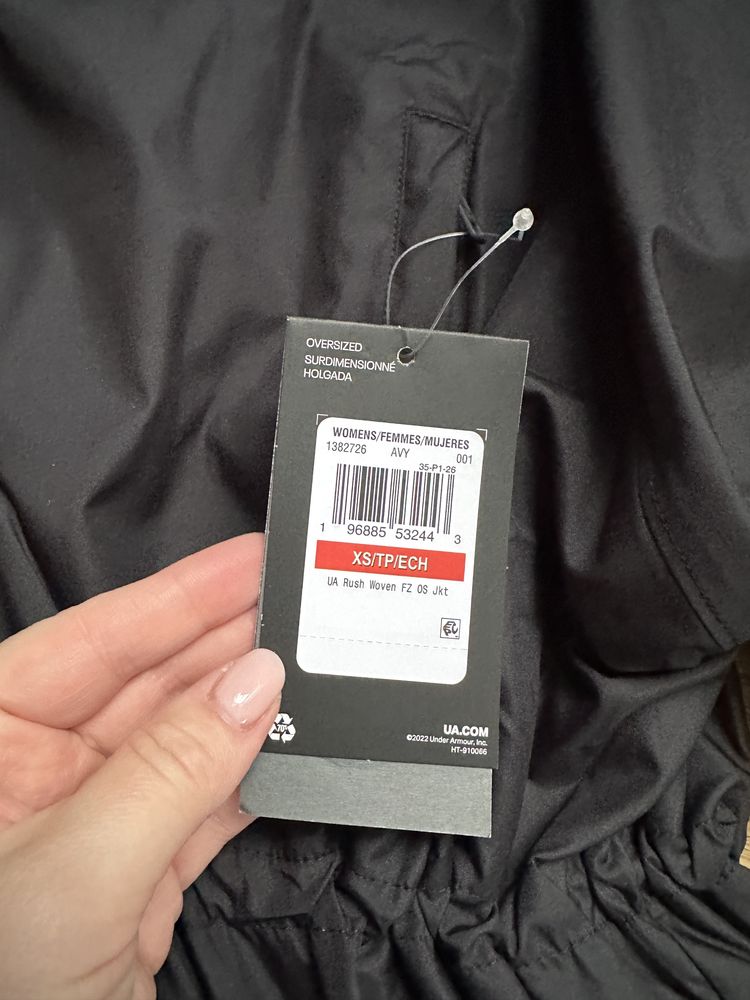 OVERSIZED
SURDIMENSIONNÉ
HOLGADA
WOMENS/FEMMES/MUJERES
1382726 AVY 001
35-P1-26
1 96885 53244 3
XS/TP/ECH
UA Rush Woven FZ OS Jkt
UA.COM
©2022 Under Armour, Inc.
HT-910066